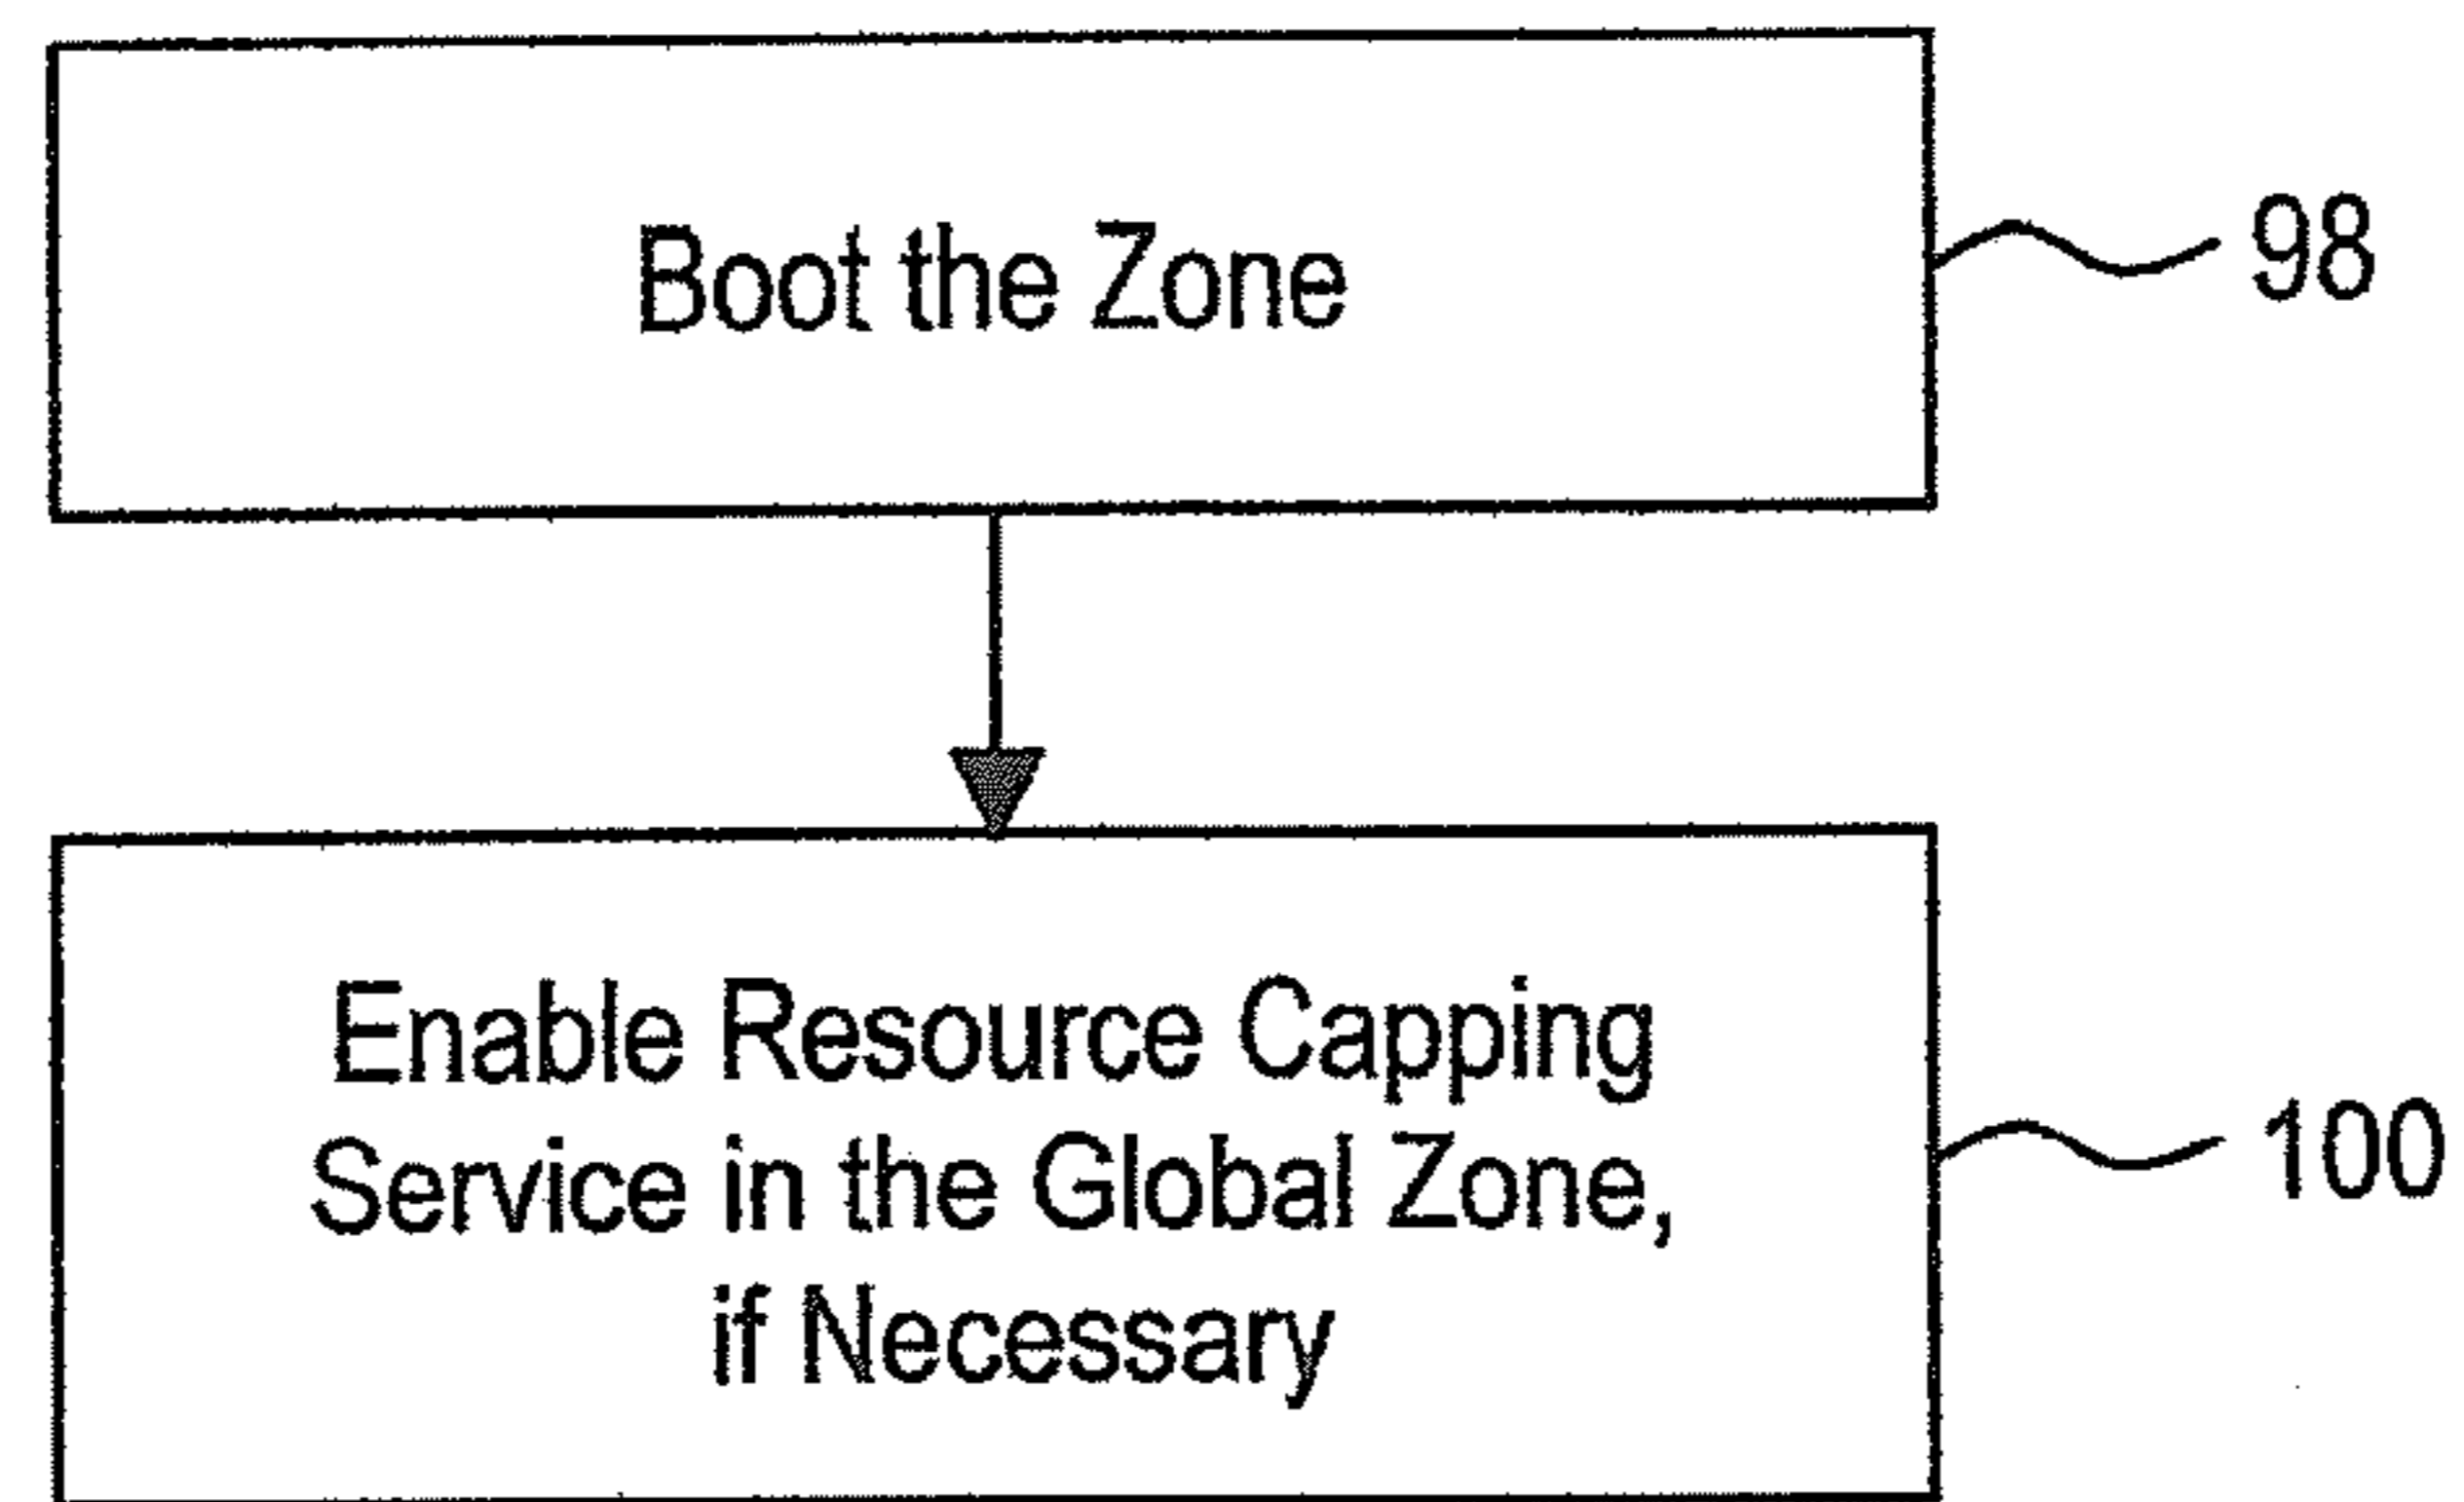 Boot the Zone
98
Enable Resource Capping
Service in the Global Zone,
if Necessary
100